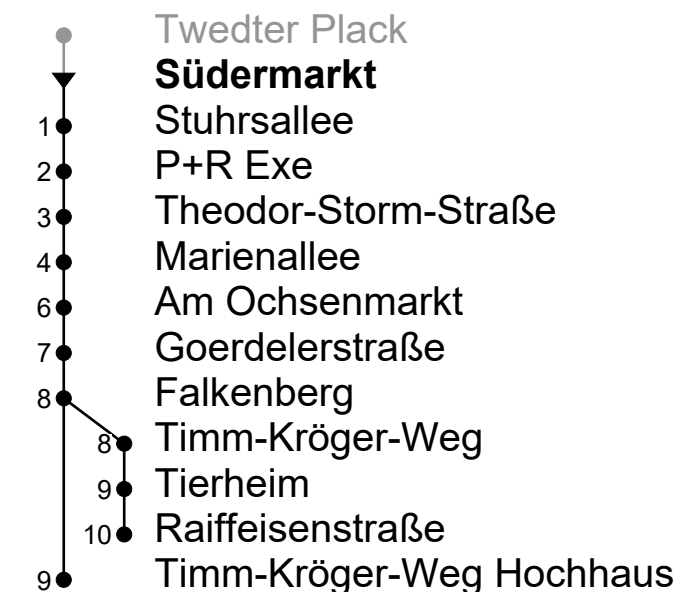 Twedter Plack
Südermarkt
1 Stuhrsallee
2 P+R Exe
3 Theodor-Storm-Straße
4 Marienallee
6 Am Ochsenmarkt
7 Goerdelerstraße
8 Falkenberg
8 Timm-Kröger-Weg
9 Tierheim
10 Raiffeisenstraße
9 Timm-Kröger-Weg Hochhaus